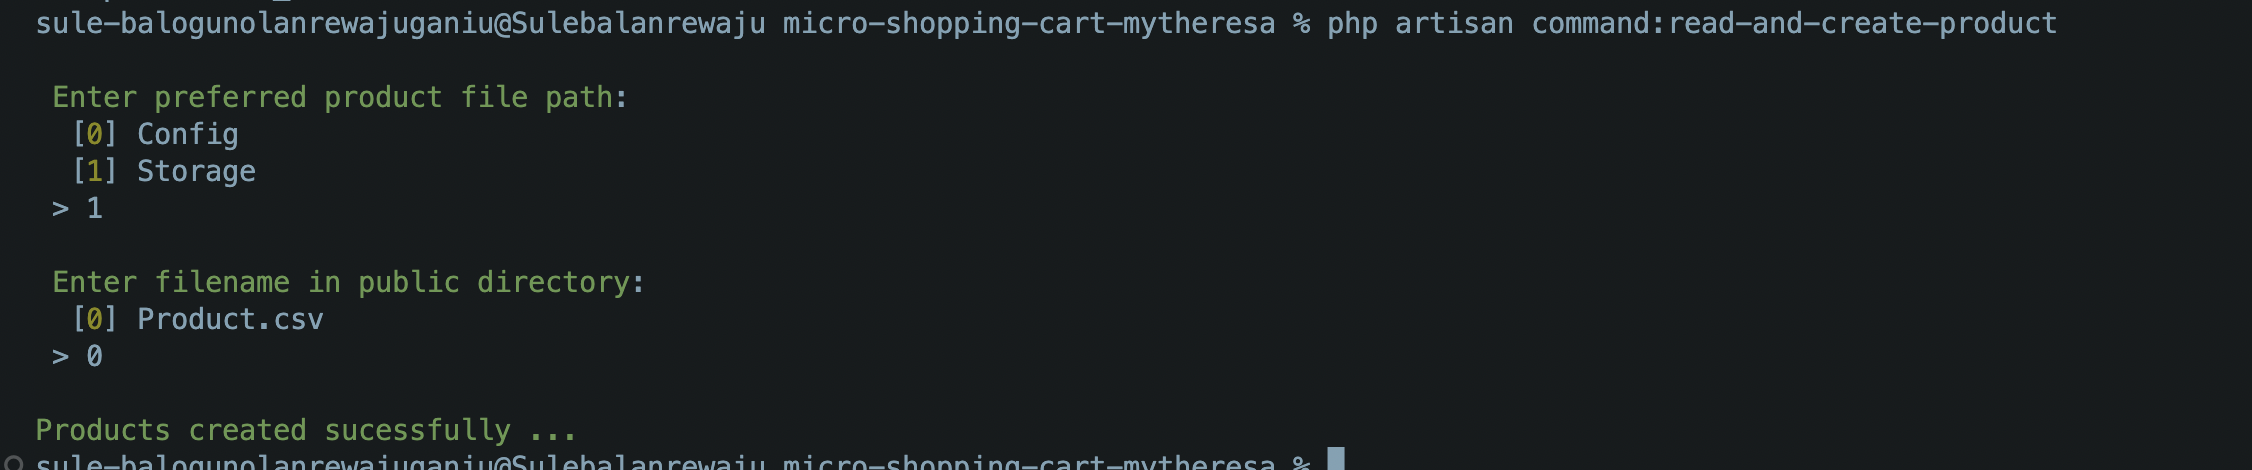 sule-balogunolanrewajuganiu@Sulebalanrewaju micro-shopping-cart-mytheresa % php artisan command:read-and-create-product
Enter preferred product file path:
[0] Config
[1] Storage
> 1
Enter filename in public directory:
[0] Product.csv
> 0
Products created sucessfully ...
sule-balogunolanrewajuganiu@Sulebalanrewaju micro-shopping-cart-mytheresa %